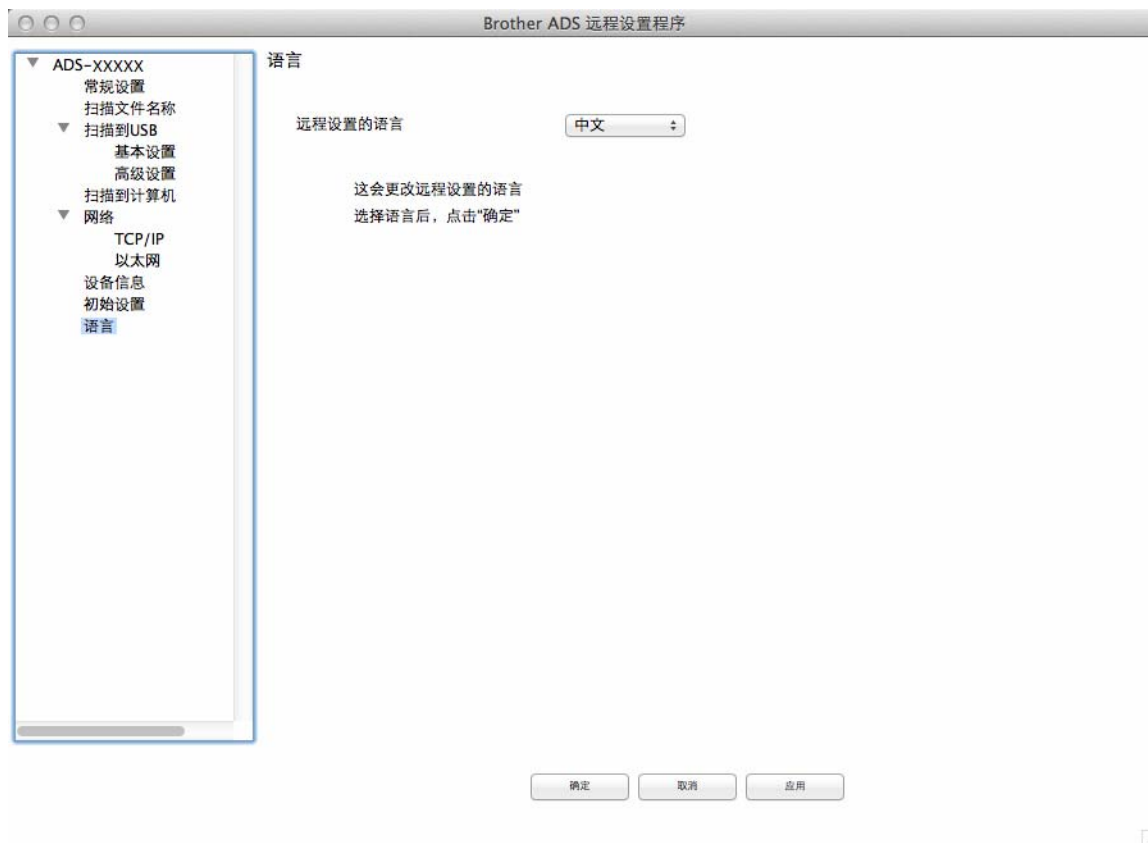 Brother ADS 远程设置程序
ADS-XXXXX
常规设置
扫描文件名称
扫描到USB
基本设置
高级设置
扫描到计算机
网络
TCP/IP
以太网
设备信息
初始设置
语言
语言
远程设置的语言 中文
这会更改远程设置的语言
选择语言后，点击"确定"
确定 取消 应用